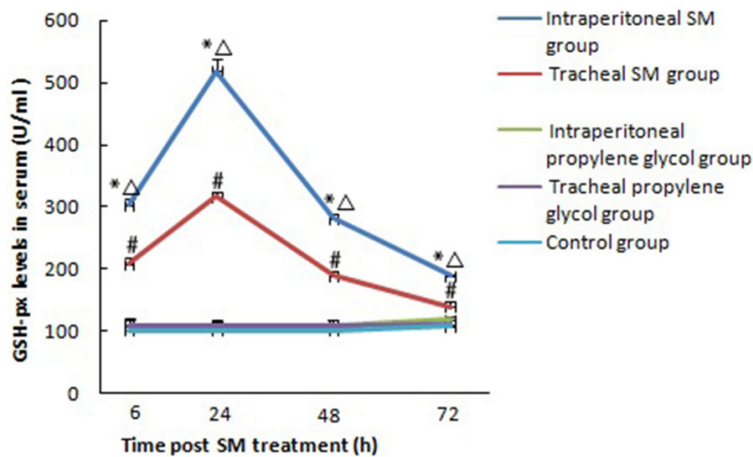 600
500
400
300
200
100
0
GSH-px levels in serum (U/ml)
* △
* △
* △
* △
#
#
#
#
6 24 48 72
Time post SM treatment (h)
Intraperitoneal SM
group
Tracheal SM group
Intraperitoneal
propylene glycol group
Tracheal propylene
glycol group
Control group